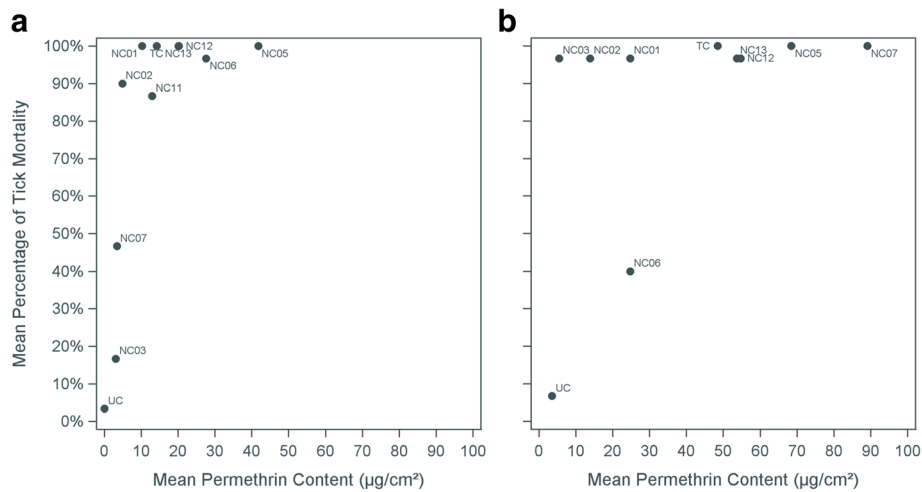 a
b
100%
90%
80%
70%
60%
50%
40%
30%
20%
10%
0%
Mean Percentage of Tick Mortality
NC01 TC NC13 NC12 NC05
NC06
NC02
NC11
NC07
NC03
UC
0 10 20 30 40 50 60 70 80 90 100
Mean Permethrin Content (µg/cm²)
TC
NC03 NC02 NC01 NC13 NC05 NC07
NC12
NC06
UC
0 10 20 30 40 50 60 70 80 90 100
Mean Permethrin Content (µg/cm²)